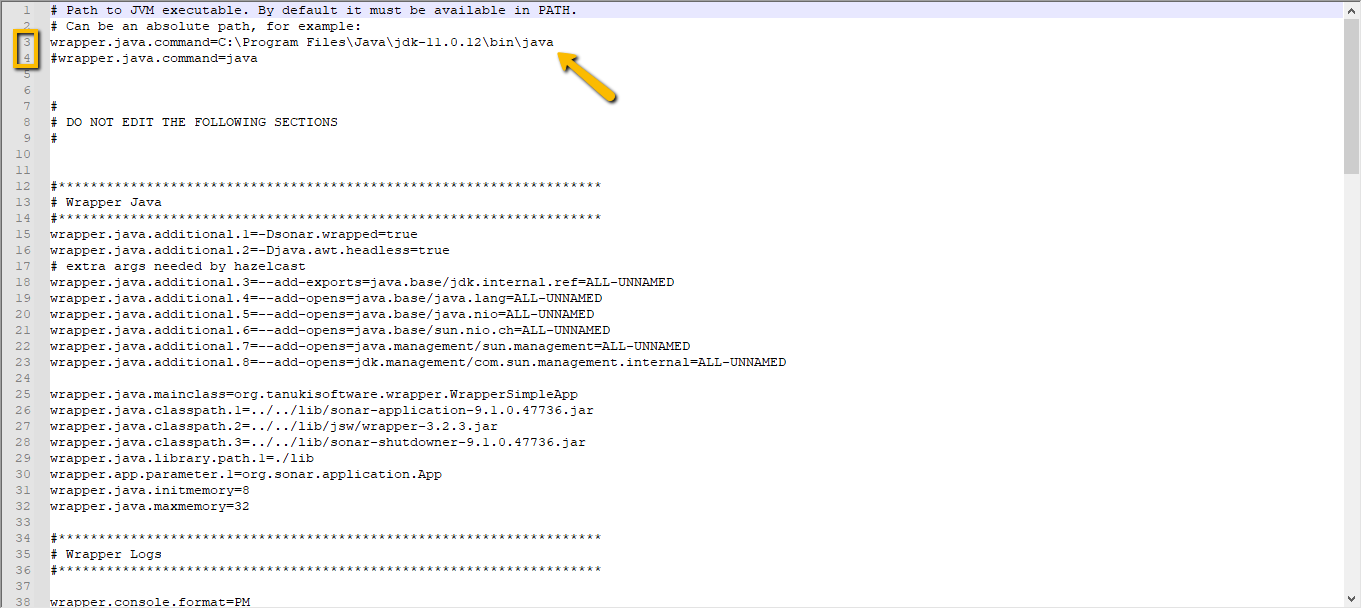 1 # Path to JVM executable. By default it must be available in PATH.
2 # Can be an absolute path, for example:
3 wrapper.java.command=C:\Program Files\Java\jdk-11.0.12\bin\java
4 #wrapper.java.command=java
5
6
7 #
8 # DO NOT EDIT THE FOLLOWING SECTIONS
9 #
10
11
12 #********************************************************************
13 # Wrapper Java
14 #********************************************************************
15 wrapper.java.additional.1=-Dsonar.wrapped=true
16 wrapper.java.additional.2=-Djava.awt.headless=true
17 # extra args needed by hazelcast
18 wrapper.java.additional.3=--add-exports=java.base/jdk.internal.ref=ALL-UNNAMED
19 wrapper.java.additional.4=--add-opens=java.base/java.lang=ALL-UNNAMED
20 wrapper.java.additional.5=--add-opens=java.base/java.nio=ALL-UNNAMED
21 wrapper.java.additional.6=--add-opens=java.base/sun.nio.ch=ALL-UNNAMED
22 wrapper.java.additional.7=--add-opens=java.management/sun.management=ALL-UNNAMED
23 wrapper.java.additional.8=--add-opens=jdk.management/com.sun.management.internal=ALL-UNNAMED
24
25 wrapper.java.mainclass=org.tanukisoftware.wrapper.WrapperSimpleApp
26 wrapper.java.classpath.1=../../lib/sonar-application-9.1.0.47736.jar
27 wrapper.java.classpath.2=../../lib/jsw/wrapper-3.2.3.jar
28 wrapper.java.classpath.3=../../lib/sonar-shutdowner-9.1.0.47736.jar
29 wrapper.java.library.path.1=./lib
30 wrapper.app.parameter.1=org.sonar.application.App
31 wrapper.java.initmemory=8
32 wrapper.java.maxmemory=32
33
34 #********************************************************************
35 # Wrapper Logs
36 #********************************************************************
37
38 wrapper.console.format=PM